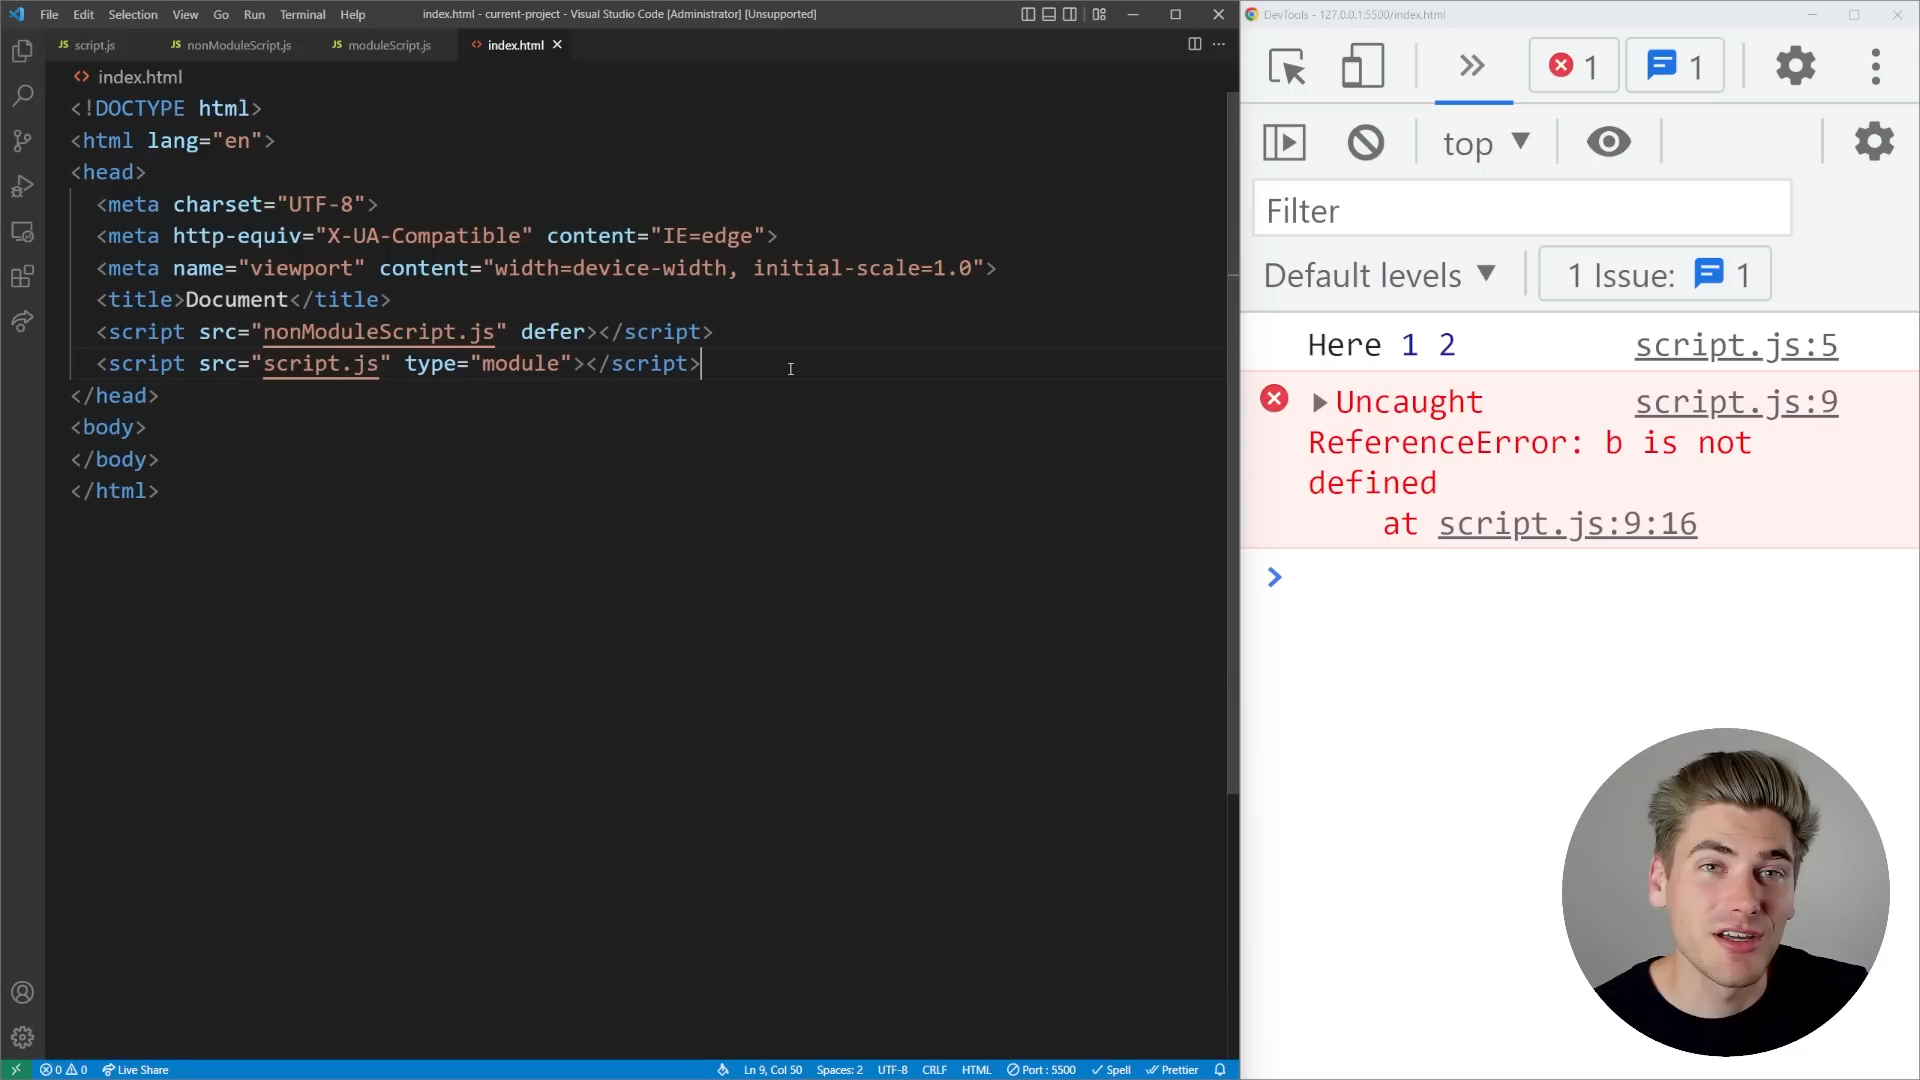 File Edit Selection View Go Run Terminal Help
index.html - current-project - Visual Studio Code [Administrator] [Unsupported]
JS script.js
JS nonModuleScript.js
JS moduleScript.js
<> index.html
<> index.html
<!DOCTYPE html>
<html lang="en">
<head>
<meta charset="UTF-8">
<meta http-equiv="X-UA-Compatible" content="IE=edge">
<meta name="viewport" content="width=device-width, initial-scale=1.0">
<title>Document</title>
<script src="nonModuleScript.js" defer></script>
<script src="script.js" type="module"></script>
</head>
<body>
</body>
</html>
0 0 Live Share
Ln 9, Col 50 Spaces: 2 UTF-8 CRLF HTML Port : 5500 Spell Prettier
DevTools - 127.0.0.1:5500/index.html
1 1
top
Filter
Default levels 1 Issue: 1
Here 1 2 script.js:5
Uncaught script.js:9
ReferenceError: b is not
defined
at script.js:9:16